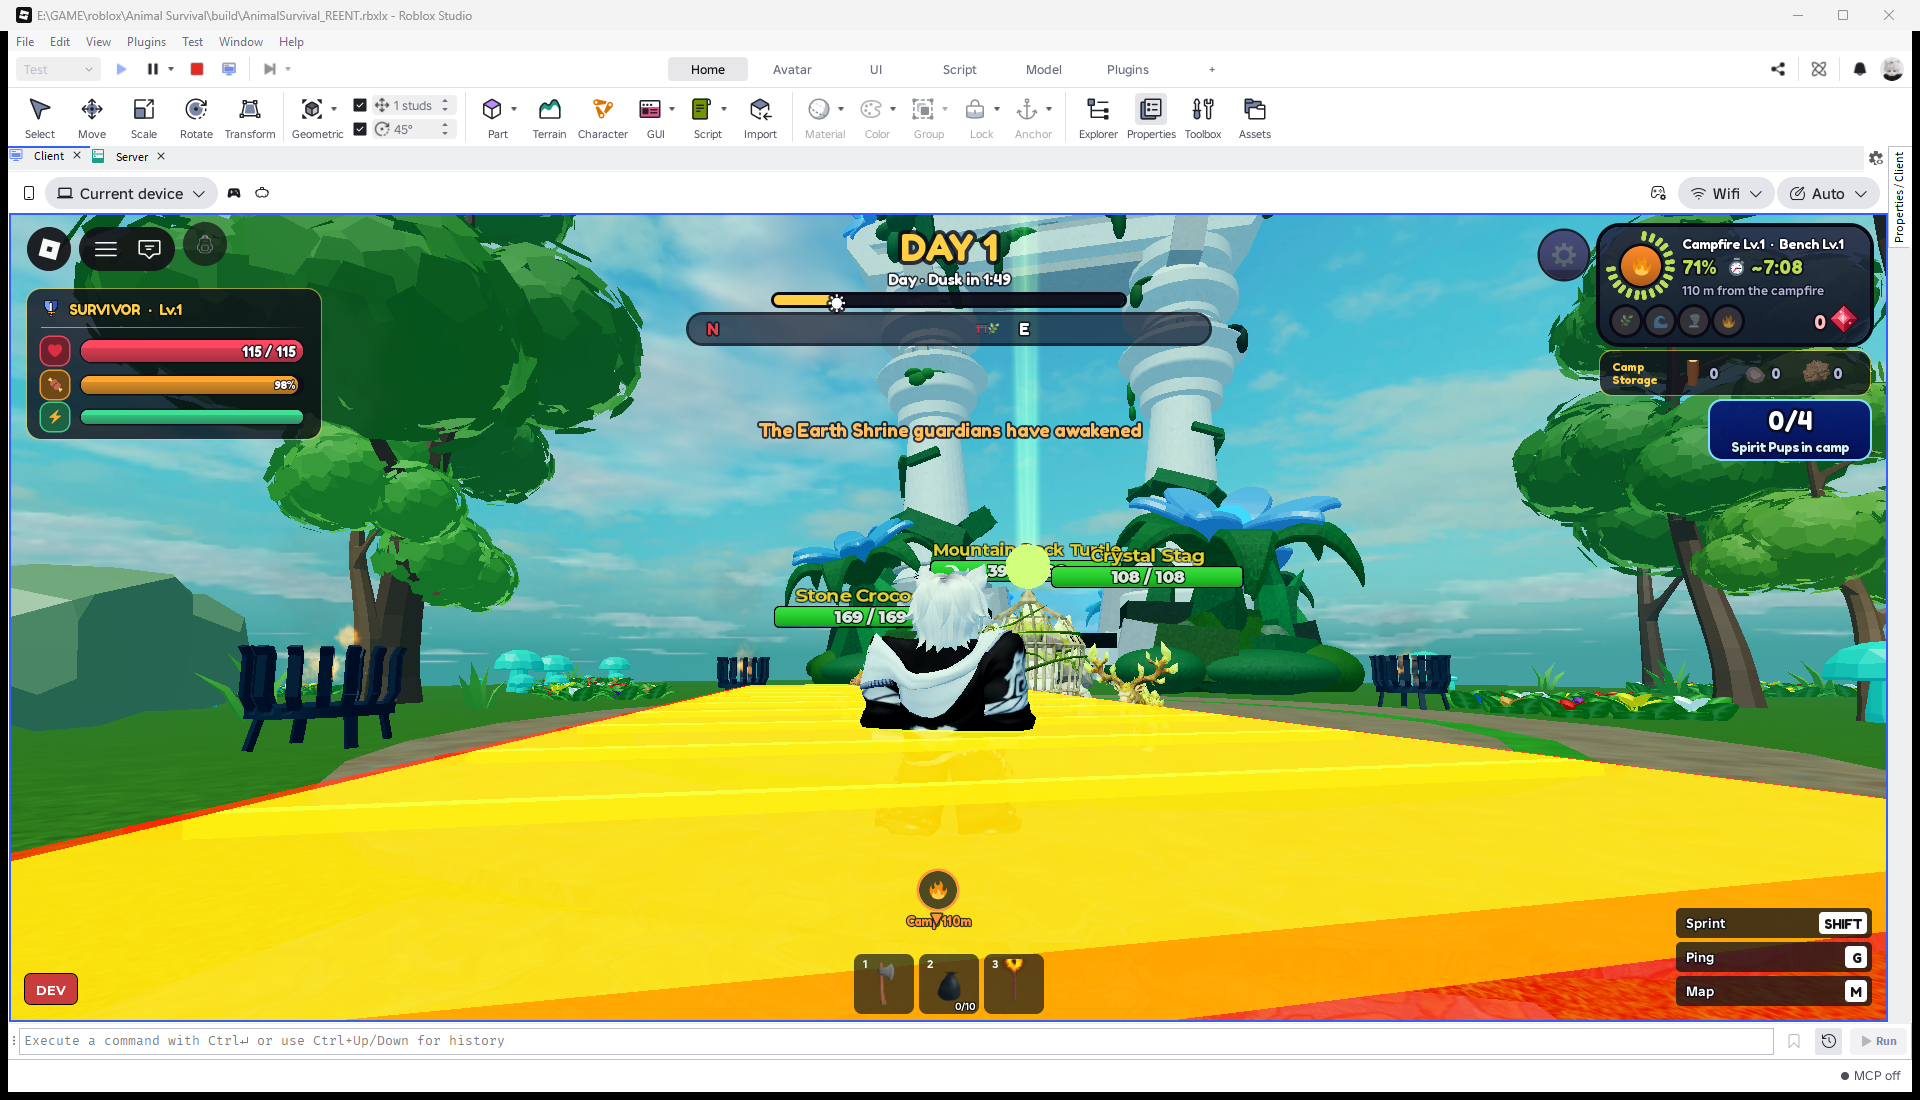 E:\GAME\roblox\Animal Survival\build\AnimalSurvival_REENT.rbxlx - Roblox Studio
File Edit View Plugins Test Window Help
Test
Home Avatar UI Script Model Plugins +
Select Move Scale Rotate Transform Geometric 1 studs 45° Part Terrain Character GUI Script Import Material Color Group Lock Anchor Explorer Properties Toolbox Assets
Client Server
Properties / Client
Current device
Wifi Auto
DAY 1
Day · Dusk in 1:49
N E
SURVIVOR · Lv.1
115 / 115
98%
Campfire Lv.1 · Bench Lv.1
71% ~7:08
110 m from the campfire
0
Camp Storage 0 0 0
0/4
Spirit Pups in camp
The Earth Shrine guardians have awakened
Mountain
Crystal Stag
108 / 108
Stone Croco
169 / 169
Camp 110m
1 2 3
0/10
DEV
Sprint SHIFT
Ping G
Map M
Execute a command with Ctrl↵ or use Ctrl+Up/Down for history
Run
MCP off